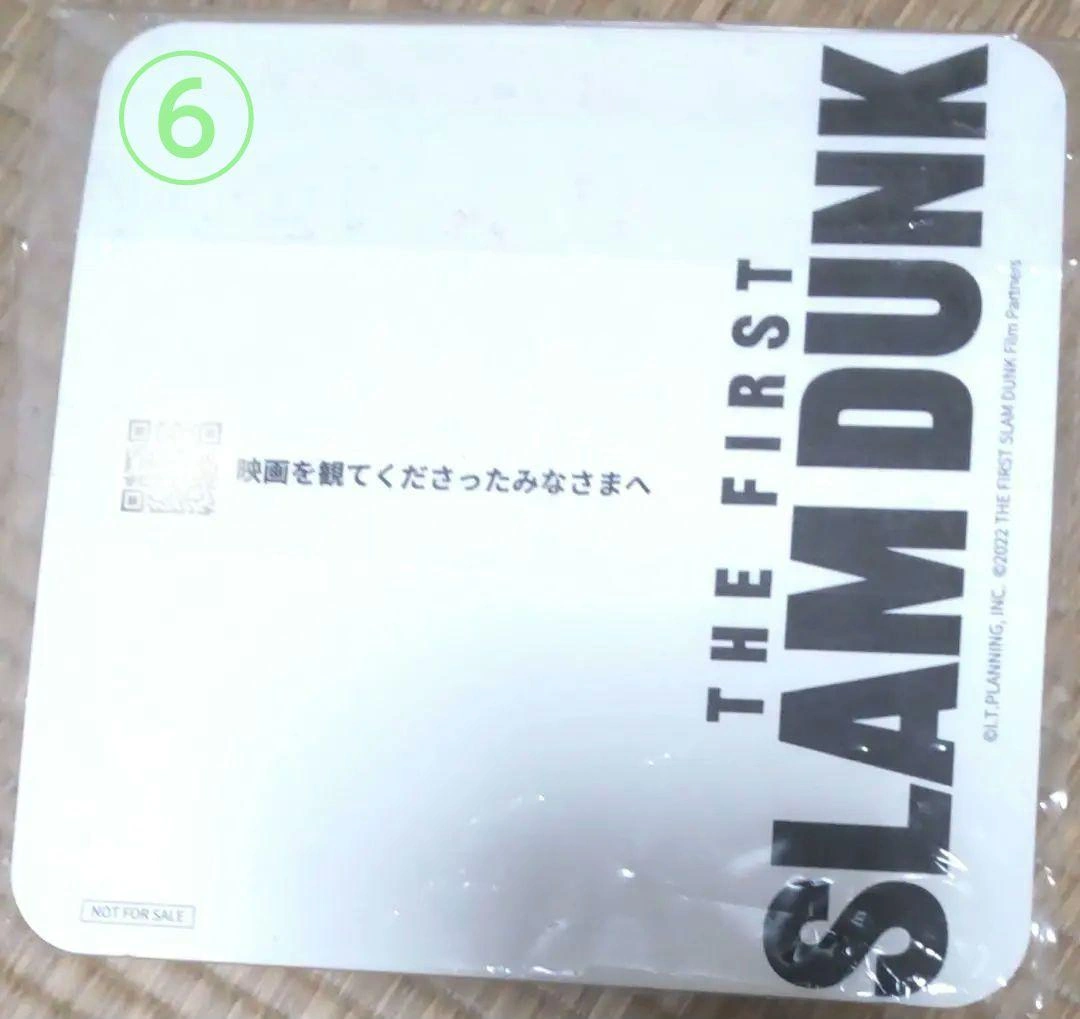 ⑥
THE FIRST
SLAM DUNK
©I.T.PLANNING, INC. ©2022 THE FIRST SLAM DUNK Film Partners
映画を観てくださったみなさまへ
NOT FOR SALE